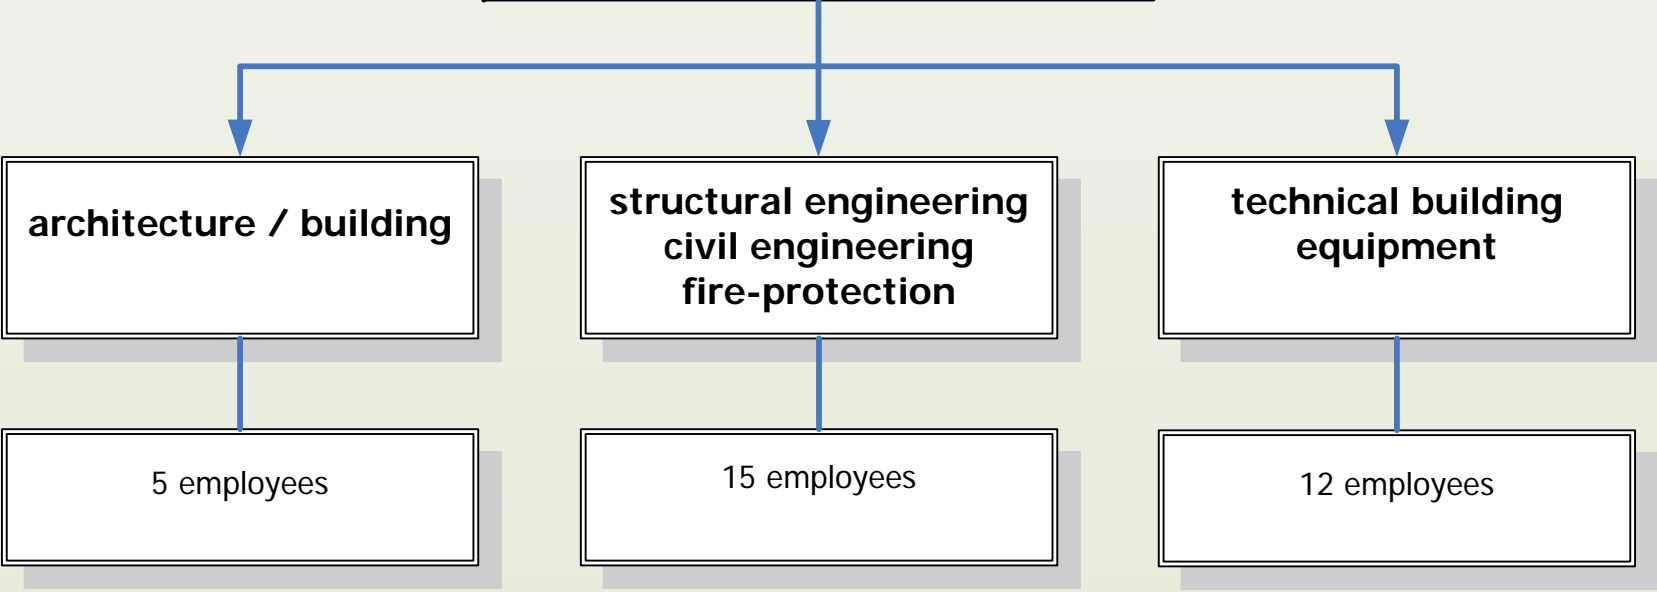 architecture / building
structural engineering
civil engineering
fire-protection
technical building
equipment
5 employees
15 employees
12 employees